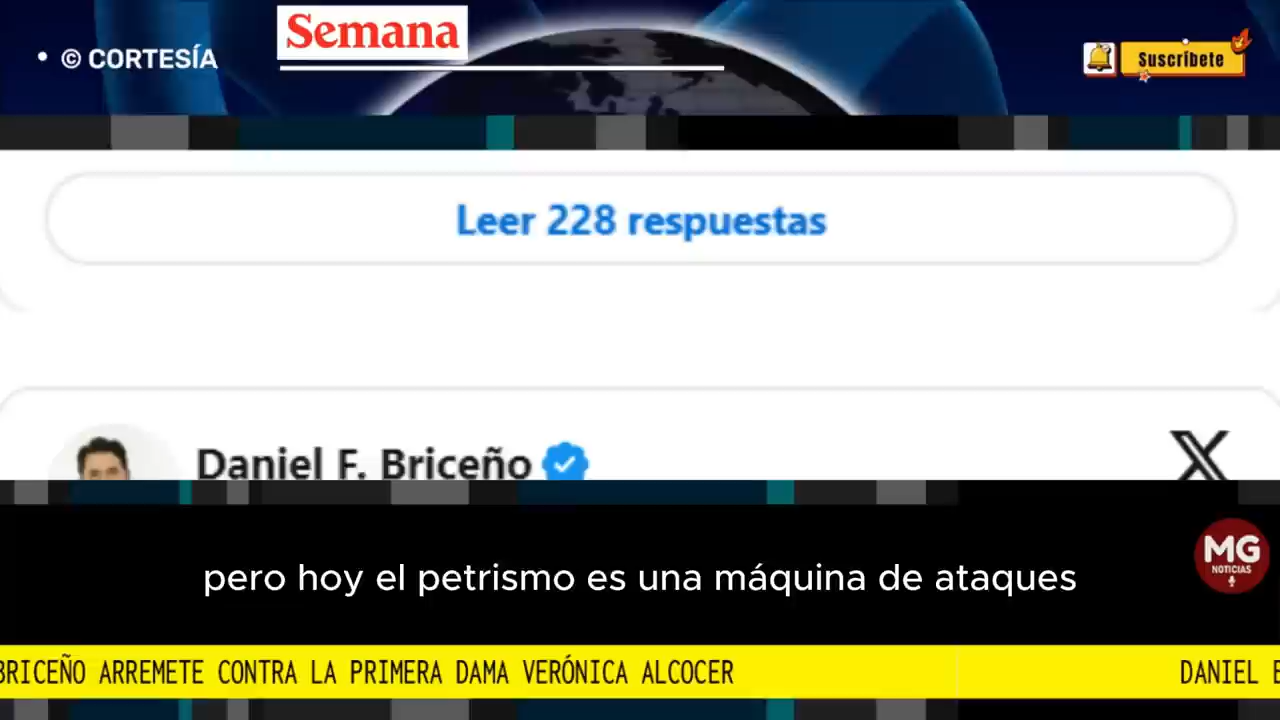 • © CORTESÍA
Semana
Suscríbete
Leer 228 respuestas
Daniel F. Briceño
X
MG
NOTICIAS
pero hoy el petrismo es una máquina de ataques
BRICEÑO ARREMETE CONTRA LA PRIMERA DAMA VERÓNICA ALCOCER
DANIEL